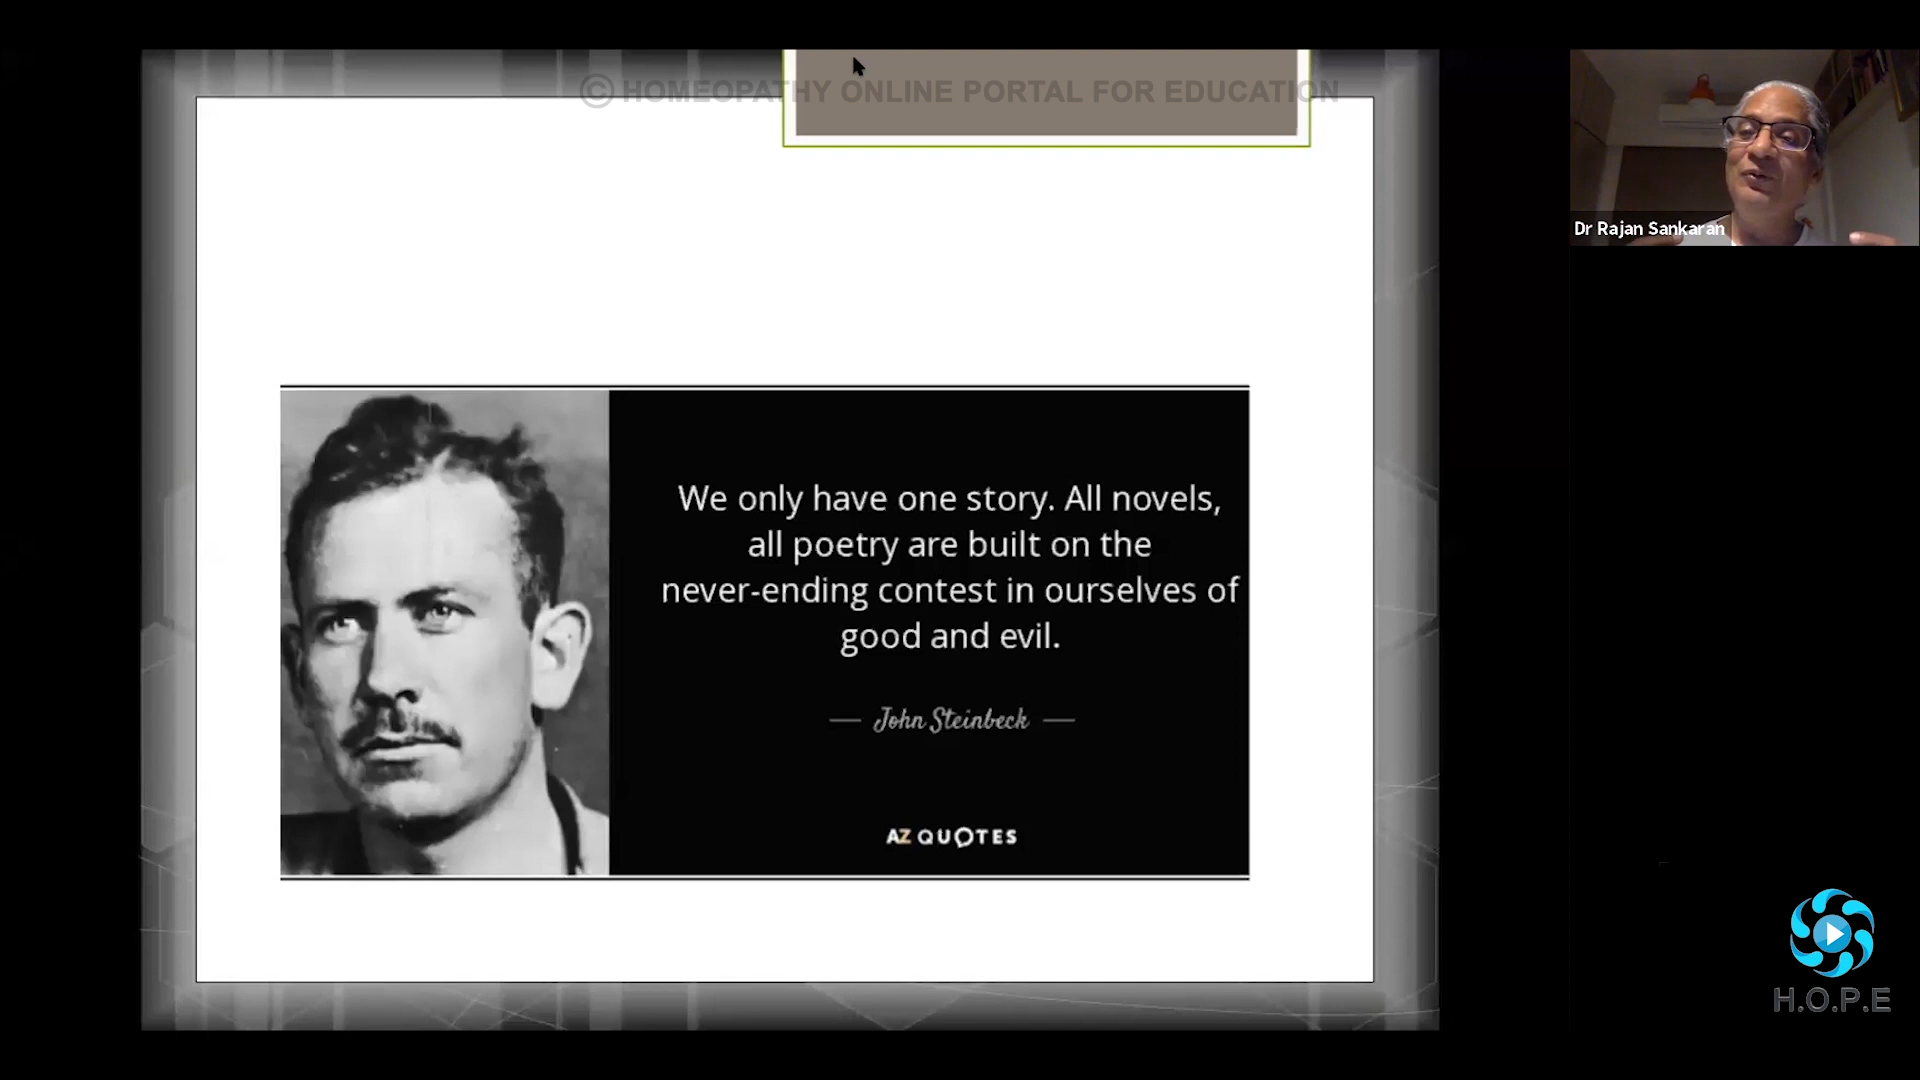 © HOMEOPATHY ONLINE PORTAL FOR EDUCATION
Dr Rajan Sankaran
We only have one story. All novels,
all poetry are built on the
never-ending contest in ourselves of
good and evil.
— John Steinbeck —
AZ QUOTES
H.O.P.E